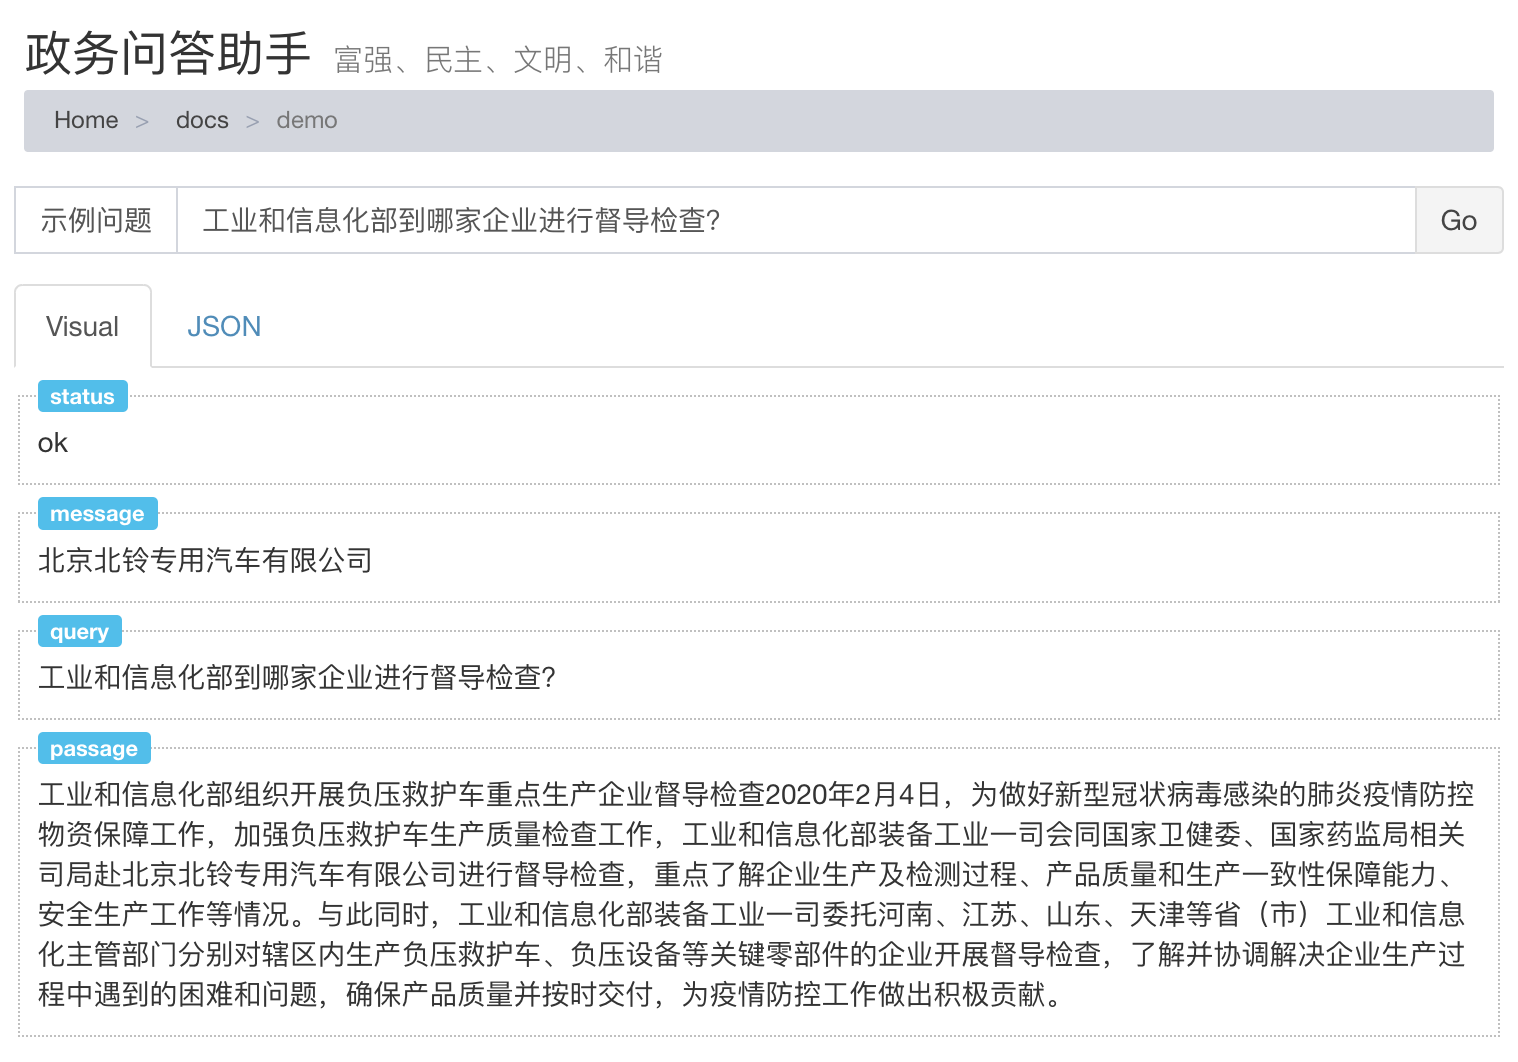 政务问答助手 富强、民主、文明、和谐
Home > docs > demo
示例问题 工业和信息化部到哪家企业进行督导检查? Go
Visual JSON
status
ok
message
北京北铃专用汽车有限公司
query
工业和信息化部到哪家企业进行督导检查?
passage
工业和信息化部组织开展负压救护车重点生产企业督导检查2020年2月4日，为做好新型冠状病毒感染的肺炎疫情防控
物资保障工作，加强负压救护车生产质量检查工作，工业和信息化部装备工业一司会同国家卫健委、国家药监局相关
司局赴北京北铃专用汽车有限公司进行督导检查，重点了解企业生产及检测过程、产品质量和生产一致性保障能力、
安全生产工作等情况。与此同时，工业和信息化部装备工业一司委托河南、江苏、山东、天津等省（市）工业和信息
化主管部门分别对辖区内生产负压救护车、负压设备等关键零部件的企业开展督导检查，了解并协调解决企业生产过
程中遇到的困难和问题，确保产品质量并按时交付，为疫情防控工作做出积极贡献。